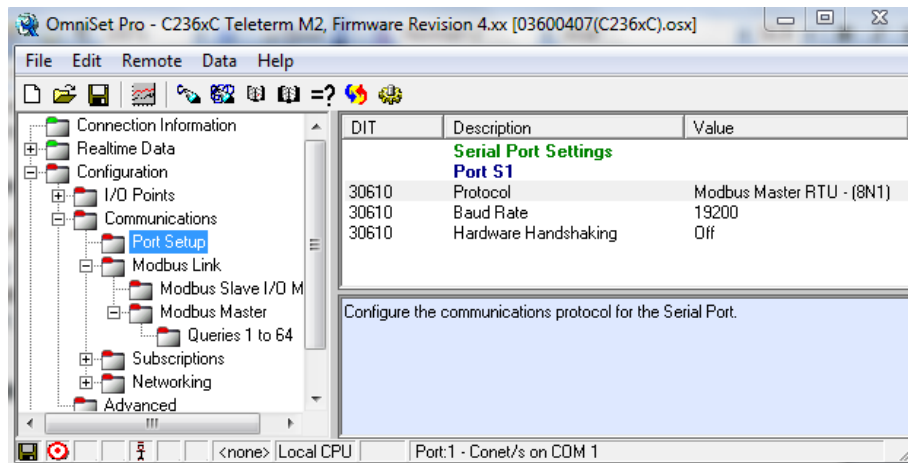 OmniSet Pro - C236xC Teleterm M2, Firmware Revision 4.xx [03600407(C236xC).osx]
File Edit Remote Data Help
=?
Connection Information
Realtime Data
Configuration
I/O Points
Communications
Port Setup
Modbus Link
Modbus Slave I/O M
Modbus Master
Queries 1 to 64
Subscriptions
Networking
Advanced
DIT Description Value
Serial Port Settings
Port S1
30610 Protocol Modbus Master RTU - (8N1)
30610 Baud Rate 19200
30610 Hardware Handshaking Off
Configure the communications protocol for the Serial Port.
<none> Local CPU Port:1 - Conet/s on COM 1